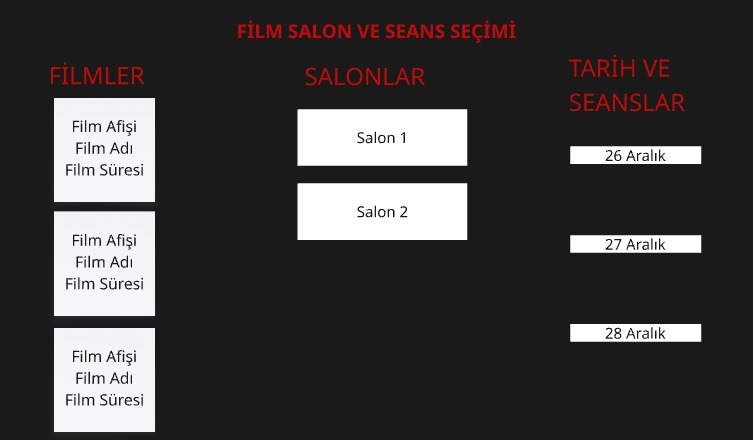 FİLM SALON VE SEANS SEÇİMİ
FİLMLER
Film Afişi
Film Adı
Film Süresi
Film Afişi
Film Adı
Film Süresi
Film Afişi
Film Adı
Film Süresi
SALONLAR
Salon 1
Salon 2
TARİH VE
SEANSLAR
26 Aralık
27 Aralık
28 Aralık